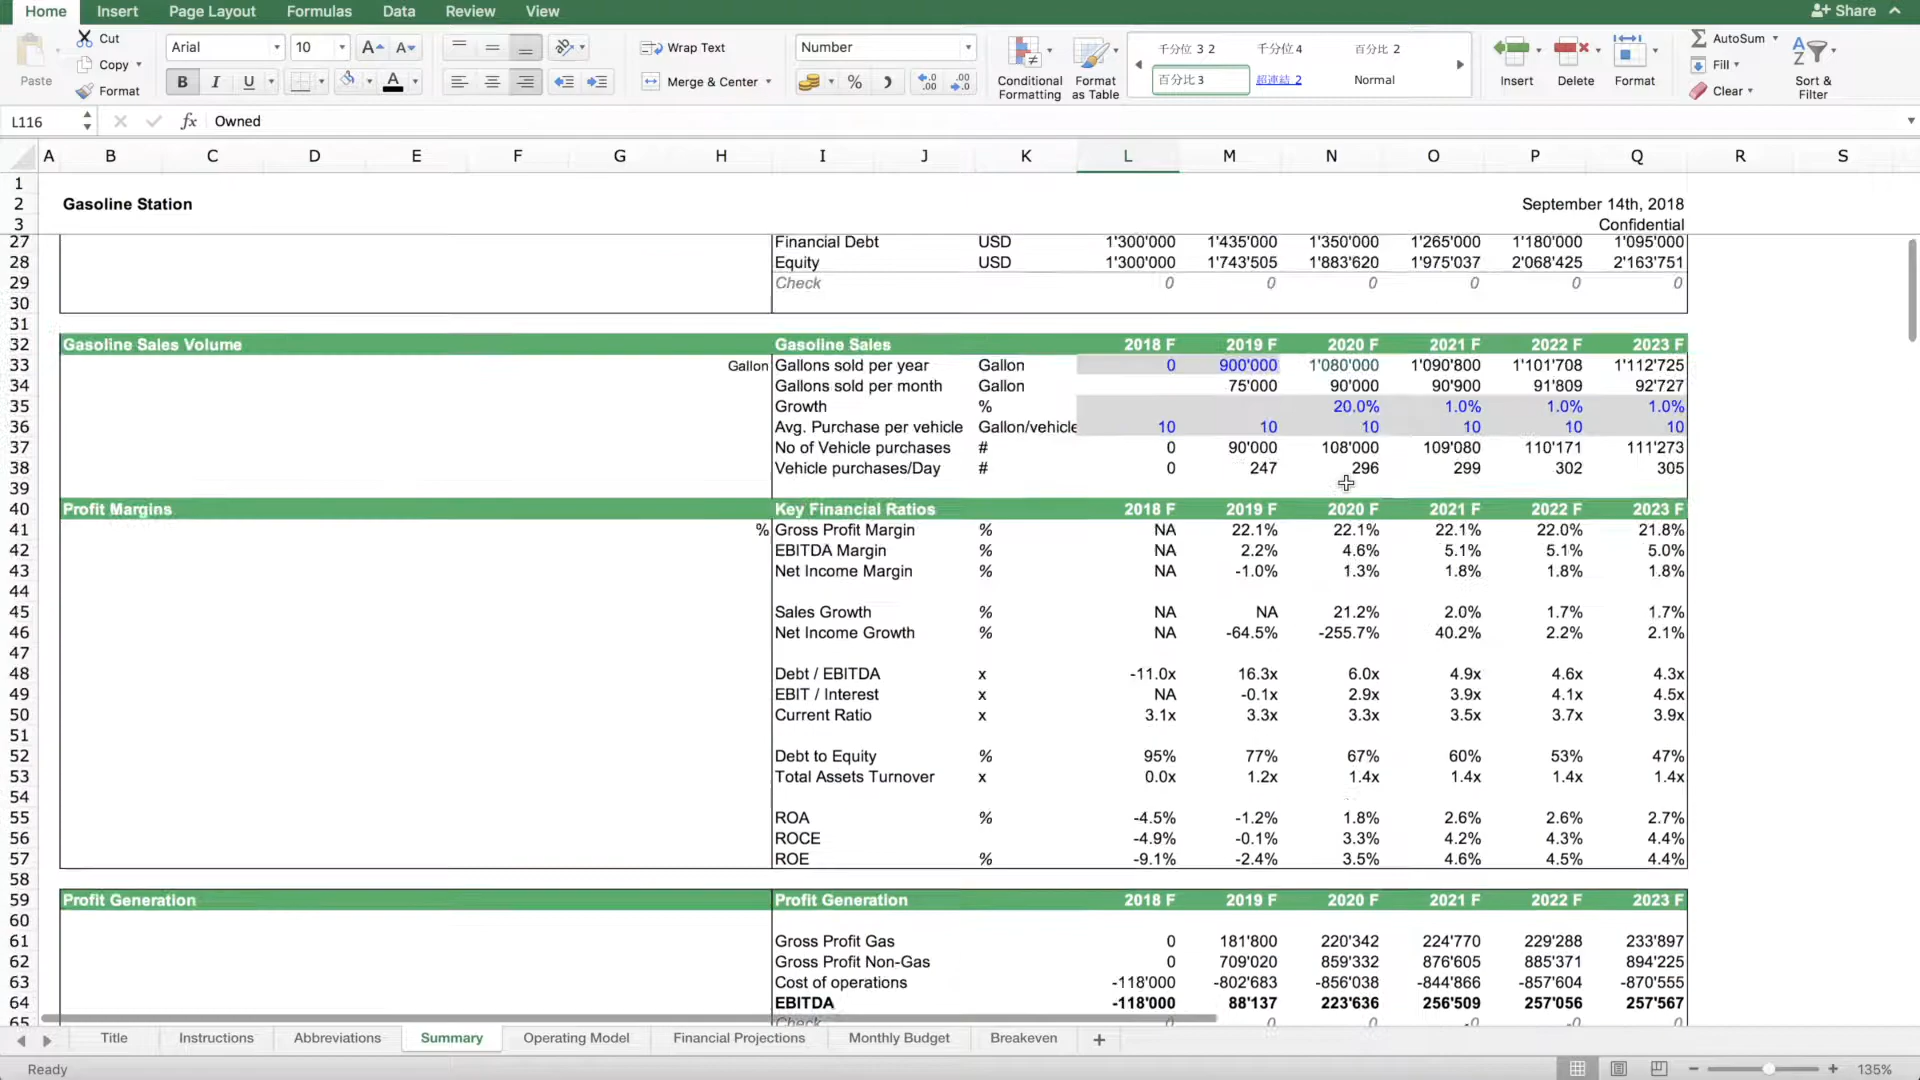 Home Insert Page Layout Formulas Data Review View Share
Cut
Copy
Format
Paste
Arial 10
B I U
Wrap Text
Merge & Center
Number
Conditional Formatting
Format as Table
千分位 3 2 千分位 4 百分比 2
百分比 3 超連結 2 Normal
Insert Delete Format
AutoSum
Fill
Clear
Sort & Filter
L116 fx Owned
A B C D E F G H I J K L M N O P Q R S
1
2 Gasoline Station September 14th, 2018
3 Confidential
27 Financial Debt USD 1'300'000 1'435'000 1'350'000 1'265'000 1'180'000 1'095'000
28 Equity USD 1'300'000 1'743'505 1'883'620 1'975'037 2'068'425 2'163'751
29 Check 0 0 0 0 0 0
30
31
32 Gasoline Sales Volume Gasoline Sales 2018 F 2019 F 2020 F 2021 F 2022 F 2023 F
33 Gallon Gallons sold per year Gallon 0 900'000 1'080'000 1'090'800 1'101'708 1'112'725
34 Gallons sold per month Gallon 75'000 90'000 90'900 91'809 92'727
35 Growth % 20.0% 1.0% 1.0% 1.0%
36 Avg. Purchase per vehicle Gallon/vehicle 10 10 10 10 10 10
37 No of Vehicle purchases # 0 90'000 108'000 109'080 110'171 111'273
38 Vehicle purchases/Day # 0 247 296 299 302 305
39
40 Profit Margins Key Financial Ratios 2018 F 2019 F 2020 F 2021 F 2022 F 2023 F
41 % Gross Profit Margin % NA 22.1% 22.1% 22.1% 22.0% 21.8%
42 EBITDA Margin % NA 2.2% 4.6% 5.1% 5.1% 5.0%
43 Net Income Margin % NA -1.0% 1.3% 1.8% 1.8% 1.8%
44
45 Sales Growth % NA NA 21.2% 2.0% 1.7% 1.7%
46 Net Income Growth % NA -64.5% -255.7% 40.2% 2.2% 2.1%
47
48 Debt / EBITDA x -11.0x 16.3x 6.0x 4.9x 4.6x 4.3x
49 EBIT / Interest x NA -0.1x 2.9x 3.9x 4.1x 4.5x
50 Current Ratio x 3.1x 3.3x 3.3x 3.5x 3.7x 3.9x
51
52 Debt to Equity % 95% 77% 67% 60% 53% 47%
53 Total Assets Turnover x 0.0x 1.2x 1.4x 1.4x 1.4x 1.4x
54
55 ROA % -4.5% -1.2% 1.8% 2.6% 2.6% 2.7%
56 ROCE -4.9% -0.1% 3.3% 4.2% 4.3% 4.4%
57 ROE % -9.1% -2.4% 3.5% 4.6% 4.5% 4.4%
58
59 Profit Generation Profit Generation 2018 F 2019 F 2020 F 2021 F 2022 F 2023 F
60
61 Gross Profit Gas 0 181'800 220'342 224'770 229'288 233'897
62 Gross Profit Non-Gas 0 709'020 859'332 876'605 885'371 894'225
63 Cost of operations -118'000 -802'683 -856'038 -844'866 -857'604 -870'555
64 EBITDA -118'000 88'137 223'636 256'509 257'056 257'567
65 Check 0 0 0 -0 -0 0
Title Instructions Abbreviations Summary Operating Model Financial Projections Monthly Budget Breakeven +
Ready 135%